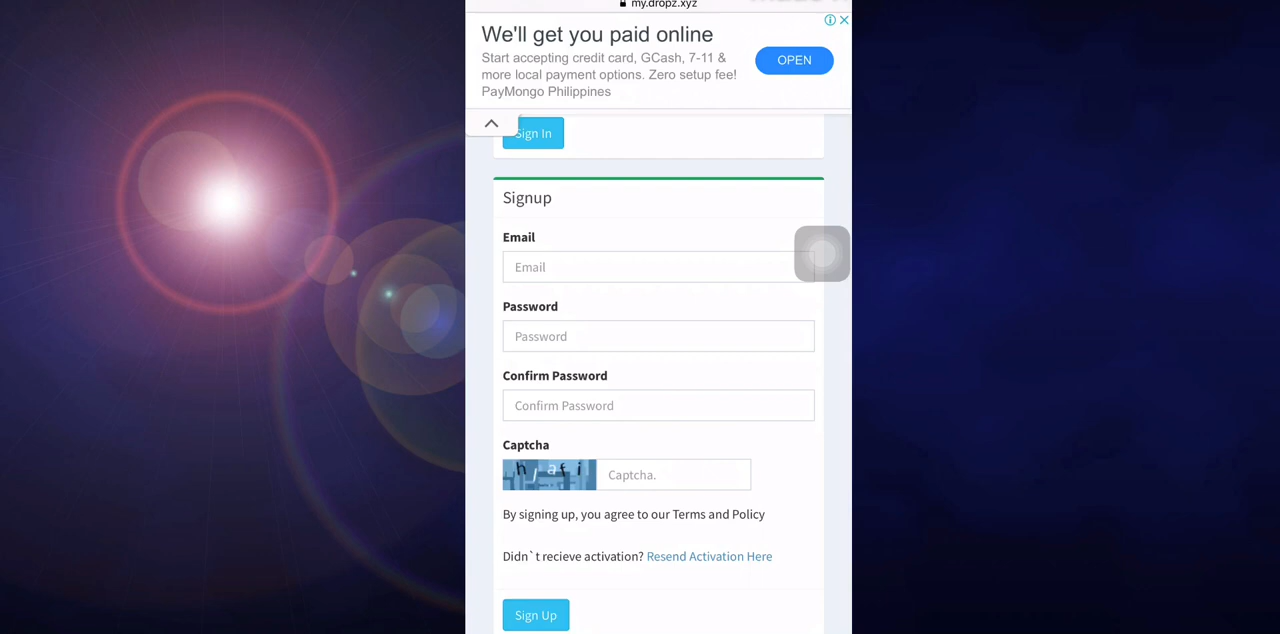 my.dropz.xyz
We'll get you paid online
Start accepting credit card, GCash, 7-11 &
more local payment options. Zero setup fee!
PayMongo Philippines
OPEN
Sign In
Signup
Email
Email
Password
Password
Confirm Password
Confirm Password
Captcha
Captcha.
By signing up, you agree to our Terms and Policy
Didn`t recieve activation? Resend Activation Here
Sign Up